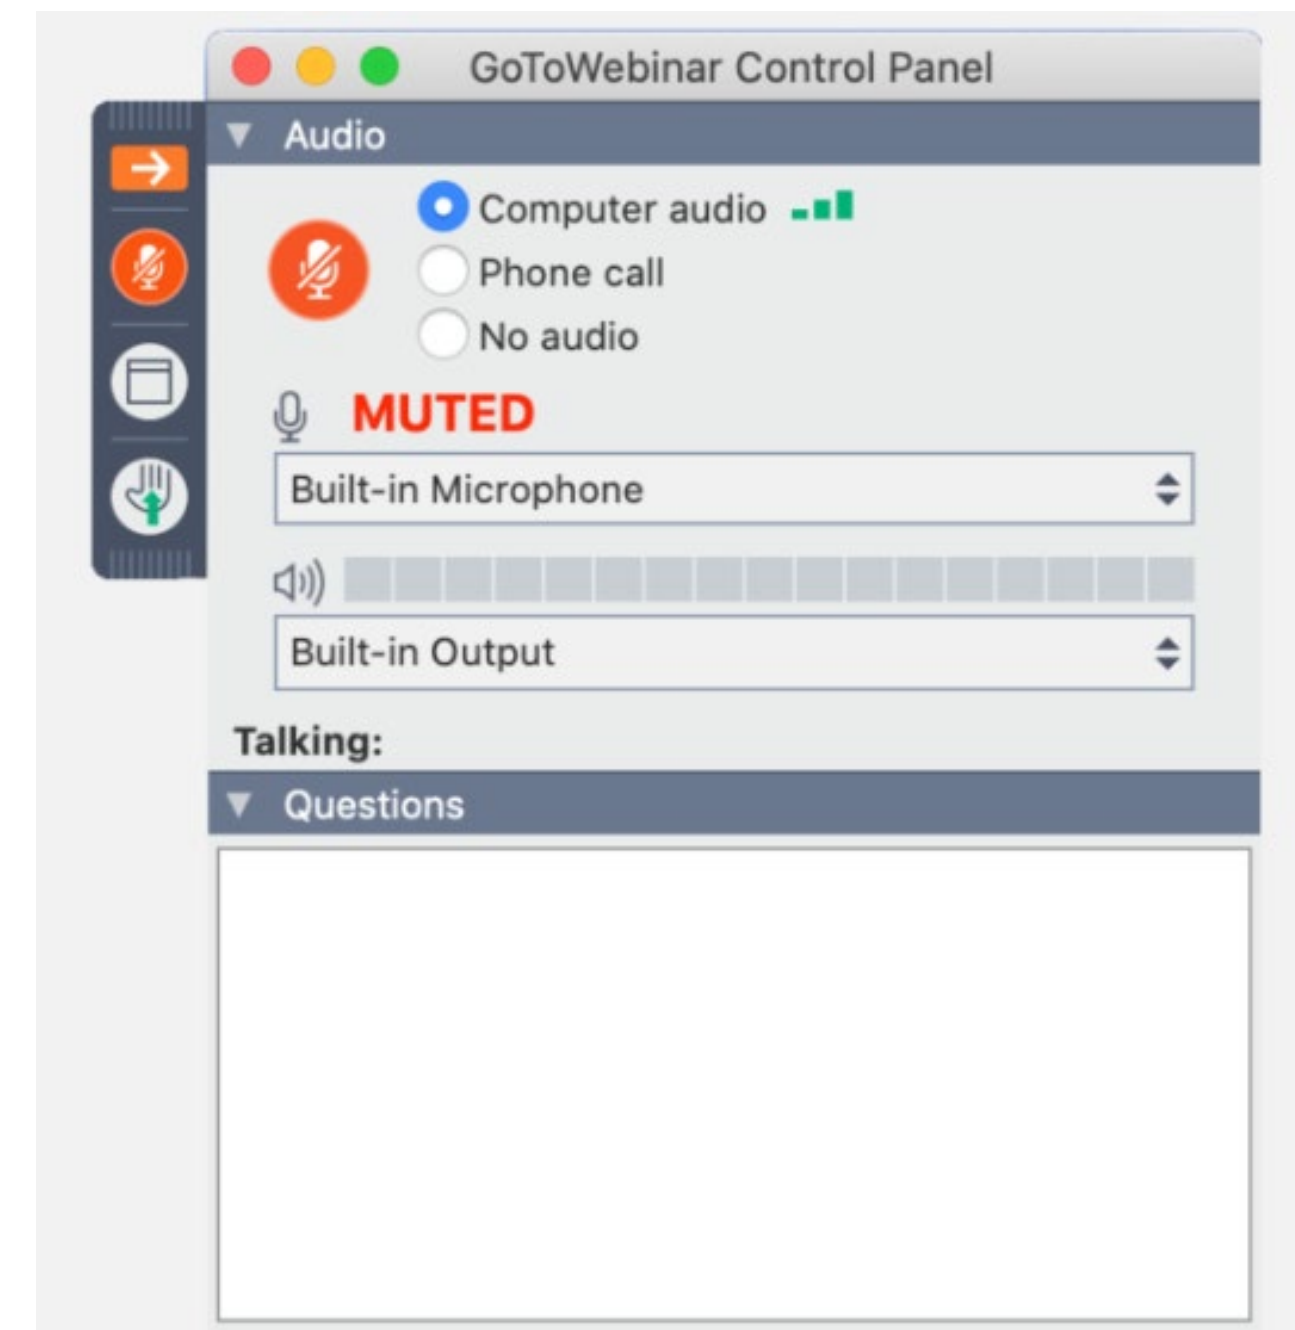 GoToWebinar Control Panel
Audio
Computer audio
Phone call
No audio
MUTED
Built-in Microphone
Built-in Output
Talking:
Questions